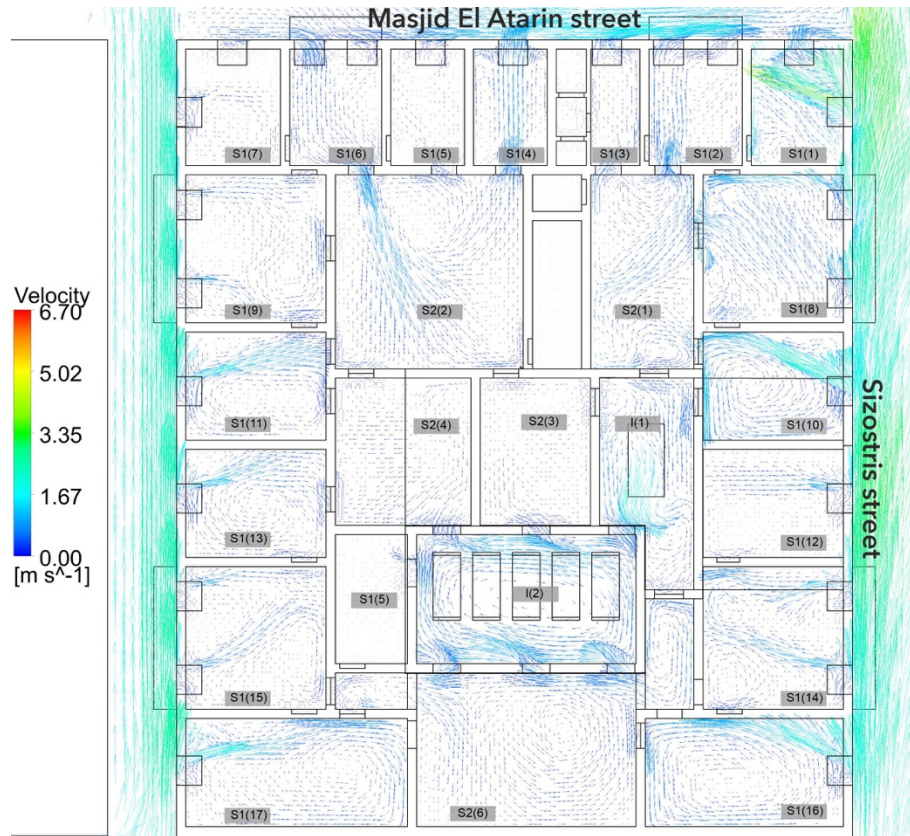 Masjid El Atarin street
S1(7)
S1(6)
S1(5)
S1(4)
S1(3)
S1(2)
S1(1)
S1(9)
S2(2)
S2(1)
S1(8)
Velocity
6.70
5.02
3.35
1.67
0.00
[m s^-1]
S1(11)
S2(4)
S2(3)
I(1)
S1(10)
Sizostris street
S1(13)
S1(12)
S1(5)
I(2)
S1(15)
S1(14)
S1(17)
S2(6)
S1(16)